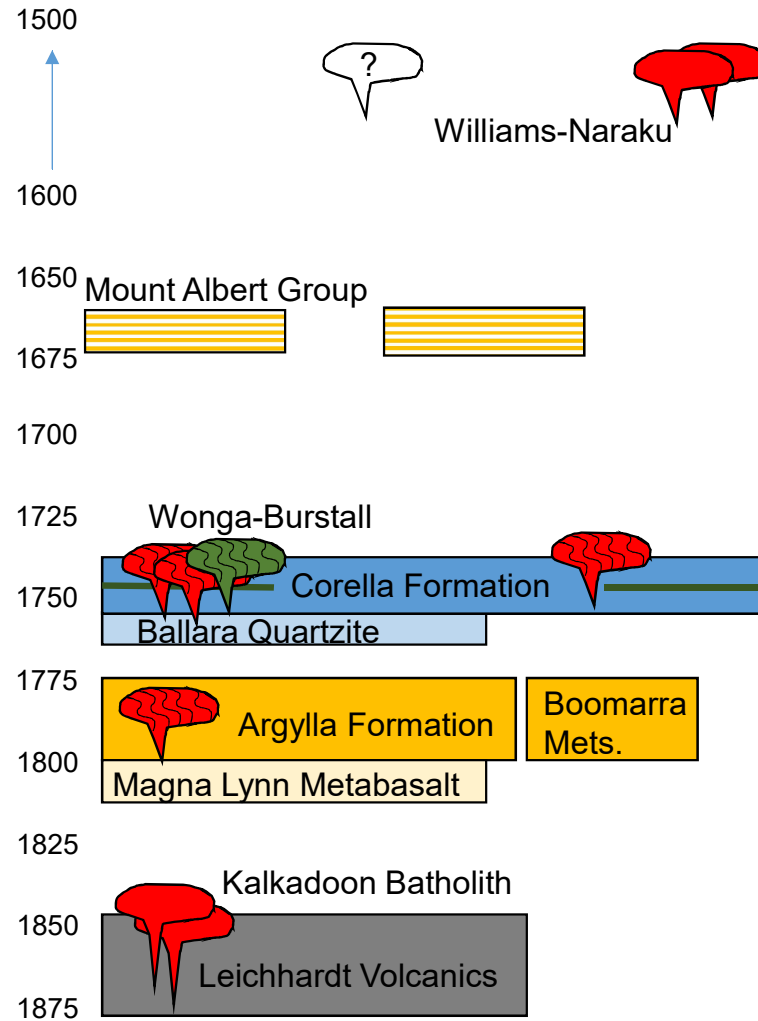 1500
?
Williams-Naraku
1600
1650
Mount Albert Group
1675
1700
1725
Wonga-Burstall
Corella Formation
1750
Ballara Quartzite
1775
Argylla Formation
Boomarra
Mets.
1800
Magna Lynn Metabasalt
1825
Kalkadoon Batholith
1850
Leichhardt Volcanics
1875